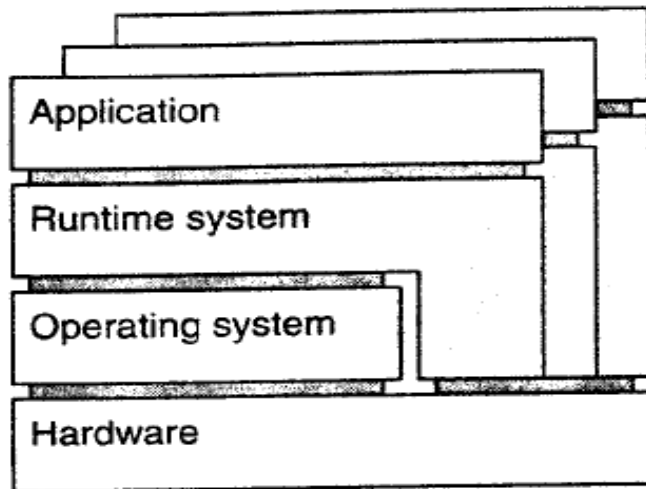 Application
Runtime system
Operating system
Hardware